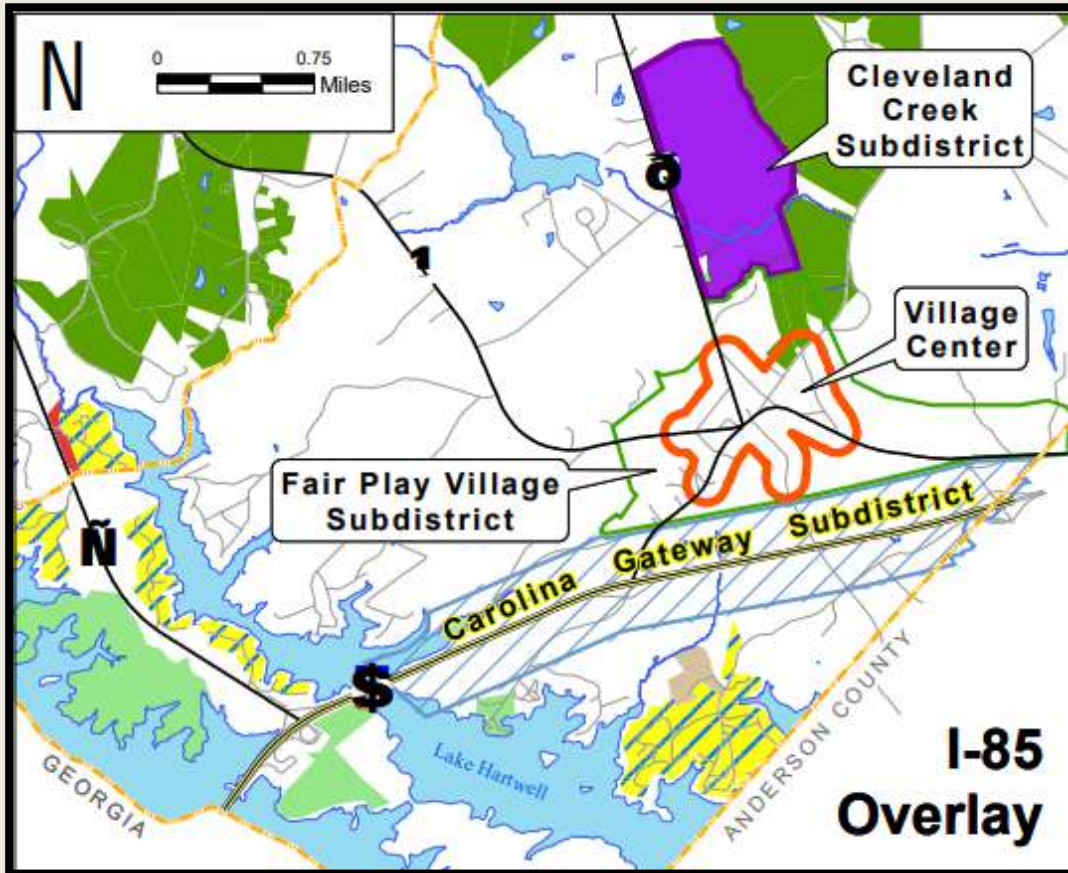 N
0 0.75
Miles
Cleveland
Creek
Subdistrict
Village
Center
Fair Play Village
Subdistrict
1
Ñ
$
Carolina Gateway Subdistrict
Lake Hartwell
GEORGIA
ANDERSON COUNTY
I-85
Overlay